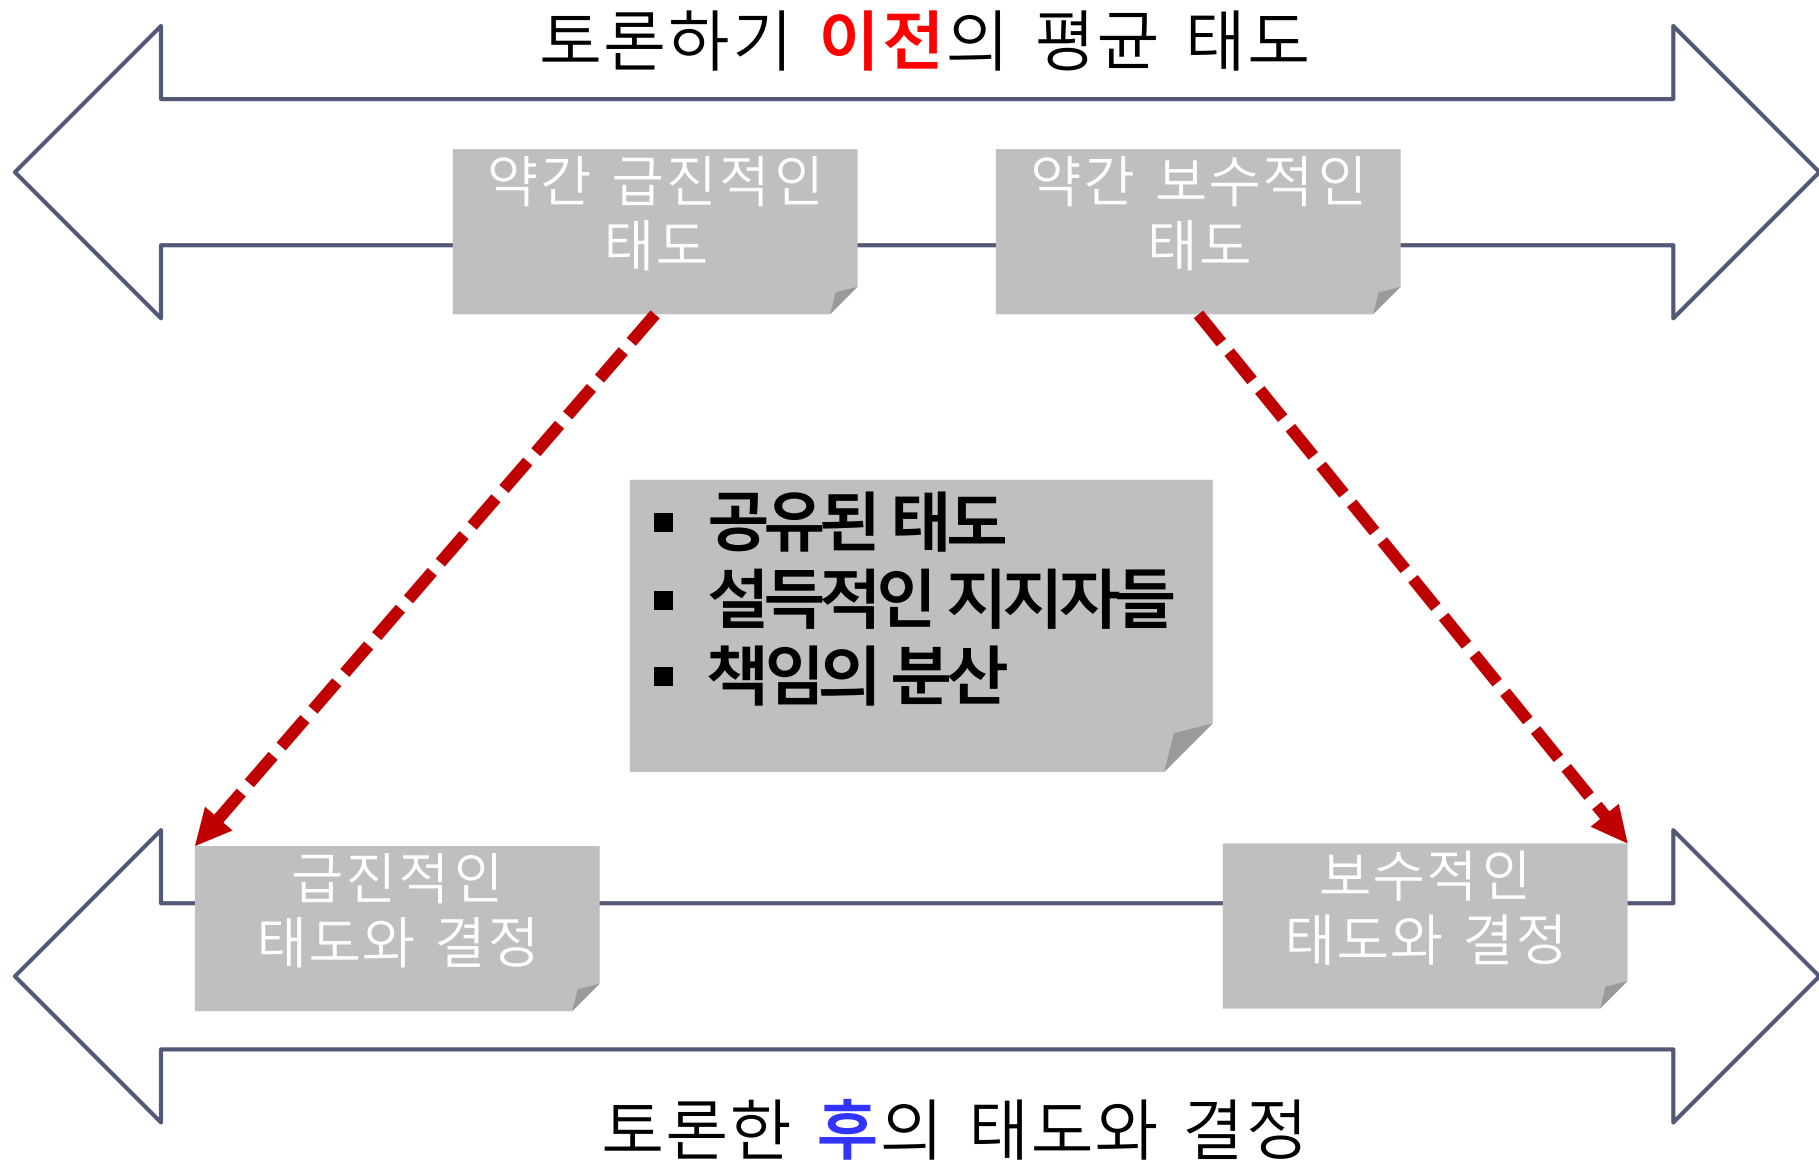 토론하기 이전의 평균 태도
약간 급진적인
태도
약간 보수적인
태도
▪ 공유된 태도
▪ 설득적인 지지자들
▪ 책임의 분산
급진적인
태도와 결정
보수적인
태도와 결정
토론한 후의 태도와 결정